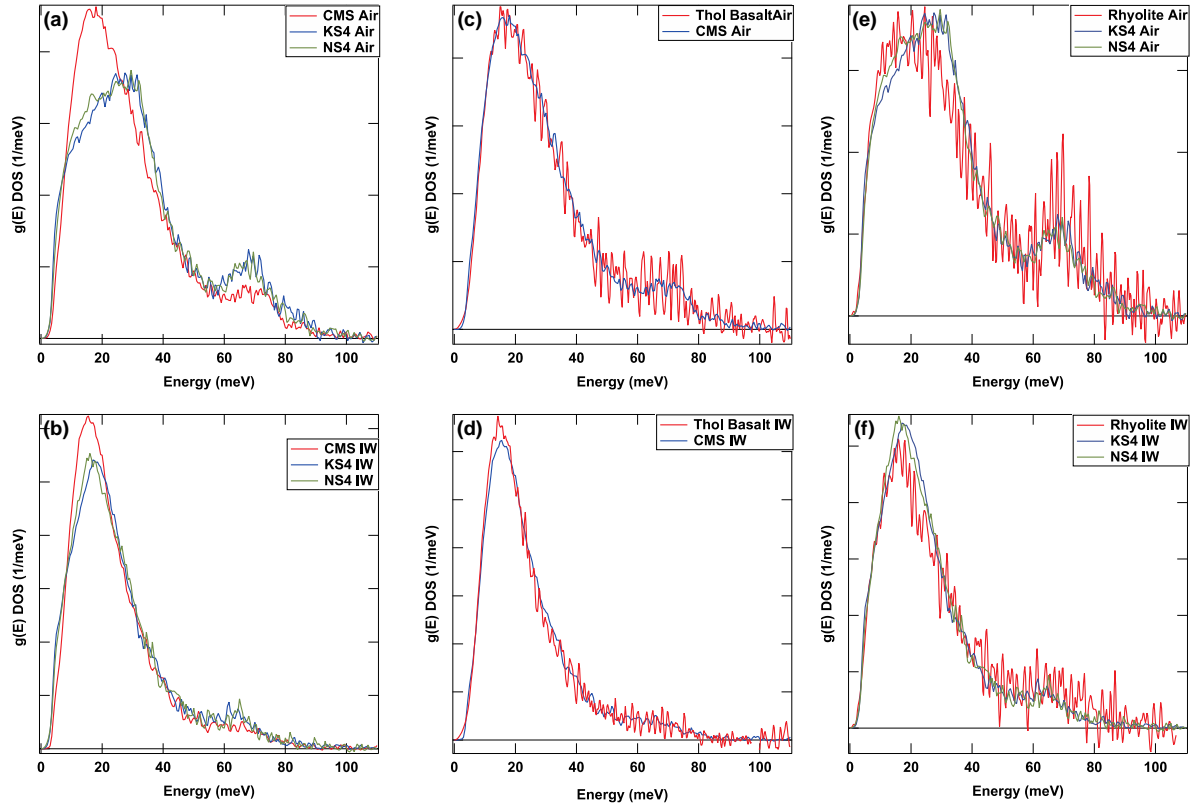 (a)
CMS Air
KS4 Air
NS4 Air
g(E) DOS (1/meV)
0 20 40 60 80 100
Energy (meV)
(c)
Thol BasaltAir
CMS Air
g(E) DOS (1/meV)
0 20 40 60 80 100
Energy (meV)
(e)
Rhyolite Air
KS4 Air
NS4 Air
g(E) DOS (1/meV)
0 20 40 60 80 100
Energy (meV)
(b)
CMS IW
KS4 IW
NS4 IW
g(E) DOS (1/meV)
0 20 40 60 80 100
Energy (meV)
(d)
Thol Basalt IW
CMS IW
g(E) DOS (1/meV)
0 20 40 60 80 100
Energy (meV)
(f)
Rhyolite IW
KS4 IW
NS4 IW
g(E) DOS (1/meV)
0 20 40 60 80 100
Energy (meV)